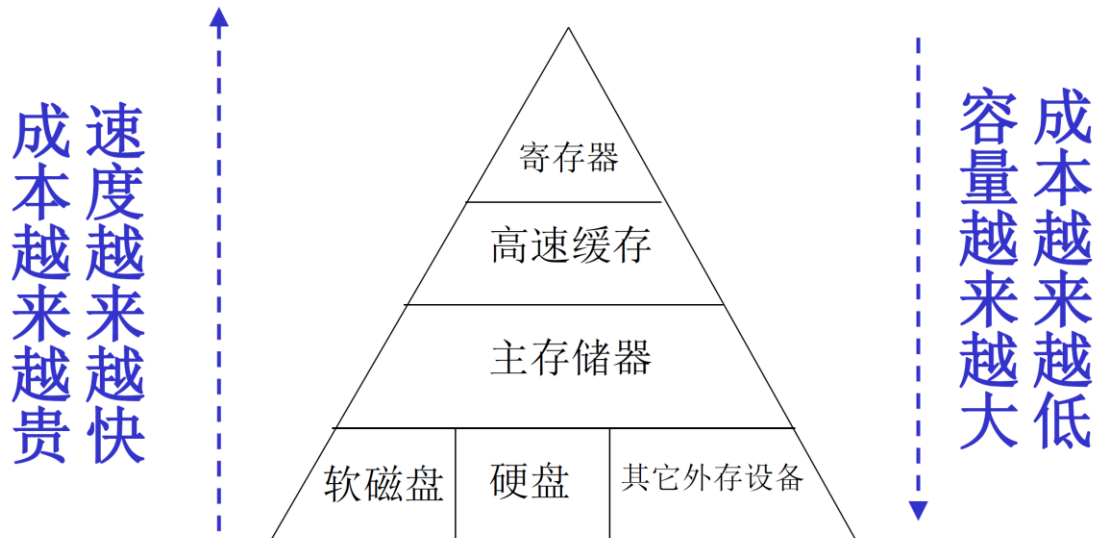 成本越来越贵
速度越来越快
寄存器
高速缓存
主存储器
软磁盘
硬盘
其它外存设备
容量越来越大
成本越来越低